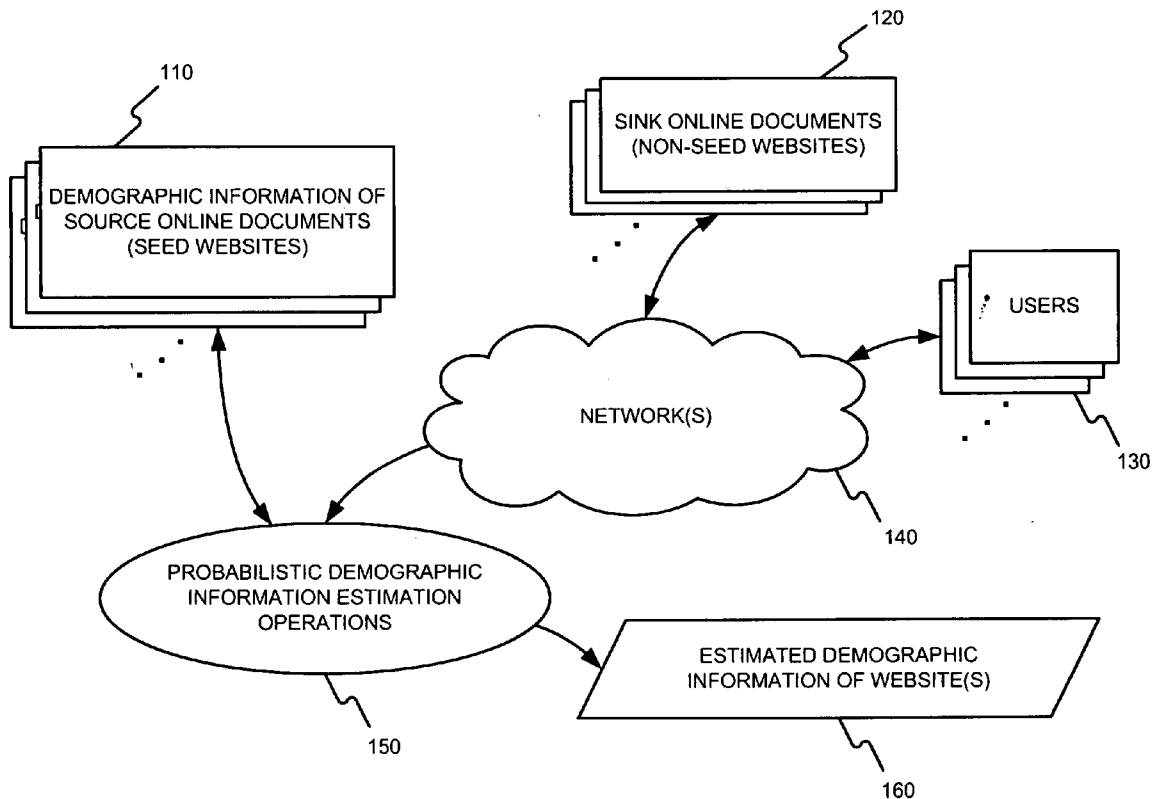 120
110
SINK ONLINE DOCUMENTS
(NON-SEED WEBSITES)
DEMOGRAPHIC INFORMATION OF
SOURCE ONLINE DOCUMENTS
(SEED WEBSITES)
USERS
NETWORK(S)
130
140
PROBABILISTIC DEMOGRAPHIC
INFORMATION ESTIMATION
OPERATIONS
ESTIMATED DEMOGRAPHIC
INFORMATION OF WEBSITE(S)
150
160